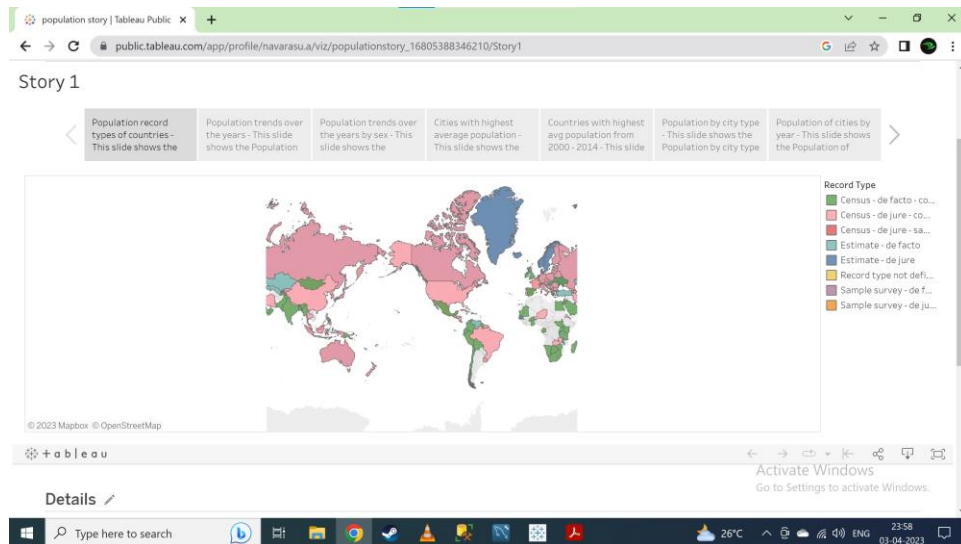 population story | Tableau Public
public.tableau.com/app/profile/navarasu.a/viz/populationstory_16805388346210/Story1
Story 1
Population record
types of countries -
This slide shows the
Population trends over
the years - This slide
shows the Population
Population trends over
the years by sex - This
slide shows the
Cities with highest
average population -
This slide shows the
Countries with highest
avg population from
2000 - 2014 - This slide
Population by city type
- This slide shows the
Population by city type
Population of cities by
year - This slide shows
the Population of
Record Type
Census - de facto - co...
Census - de jure - co...
Census - de jure - sa...
Estimate - de facto
Estimate - de jure
Record type not defi...
Sample survey - de f...
Sample survey - de ju...
© 2023 Mapbox © OpenStreetMap
+ a b l e a u
Activate Windows
Go to Settings to activate Windows.
Details
Type here to search
26°C
ENG
23:58
03-04-2023